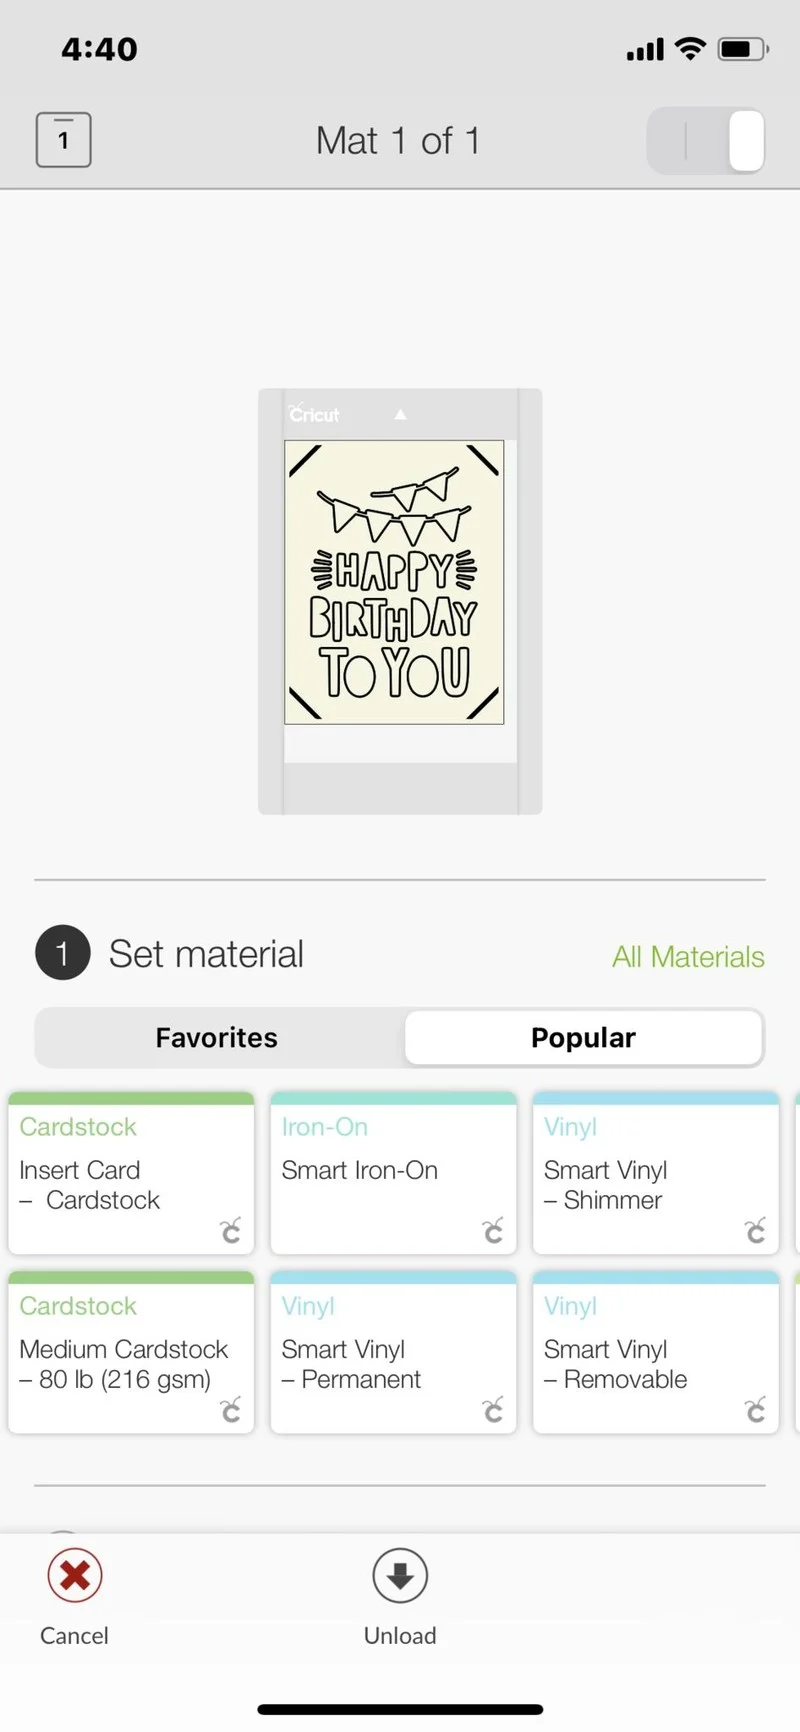 4:40
1
Mat 1 of 1
Cricut
HAPPY
BIRTHDAY
TO YOU
1 Set material
All Materials
Favorites
Popular
Cardstock
Insert Card
– Cardstock
Iron-On
Smart Iron-On
Vinyl
Smart Vinyl
– Shimmer
Cardstock
Medium Cardstock
– 80 lb (216 gsm)
Vinyl
Smart Vinyl
– Permanent
Vinyl
Smart Vinyl
– Removable
Cancel
Unload